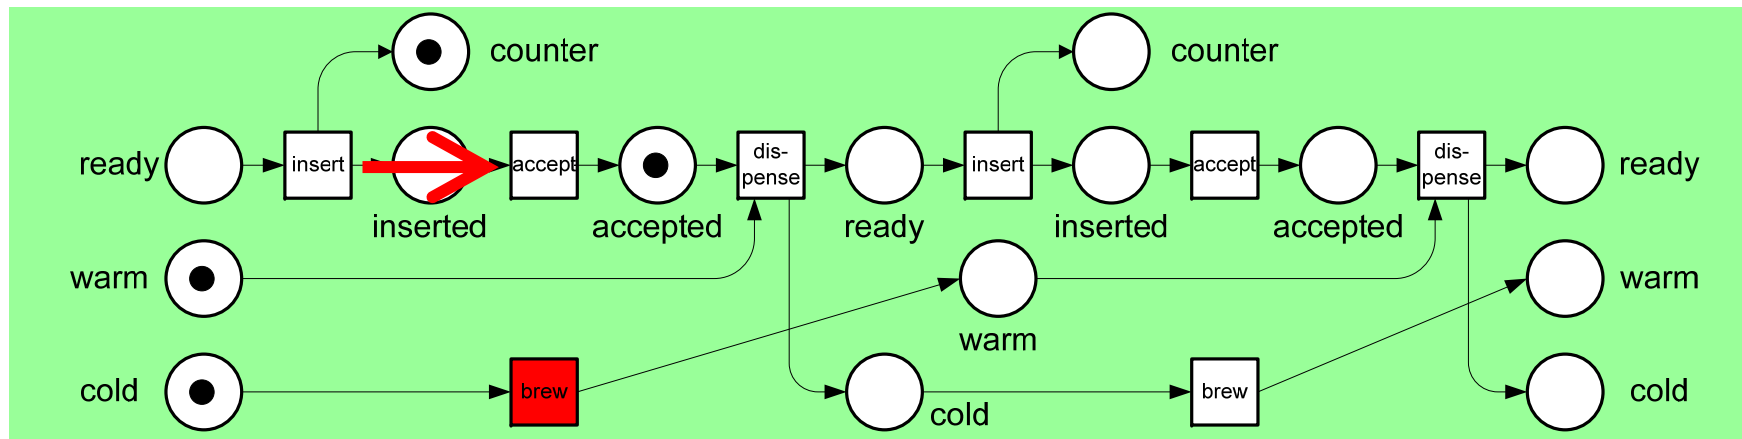 counter
counter
ready
insert
accept
dis-
pense
insert
accept
dis-
pense
ready
inserted
accepted
ready
inserted
accepted
warm
warm
warm
cold
brew
cold
brew
cold